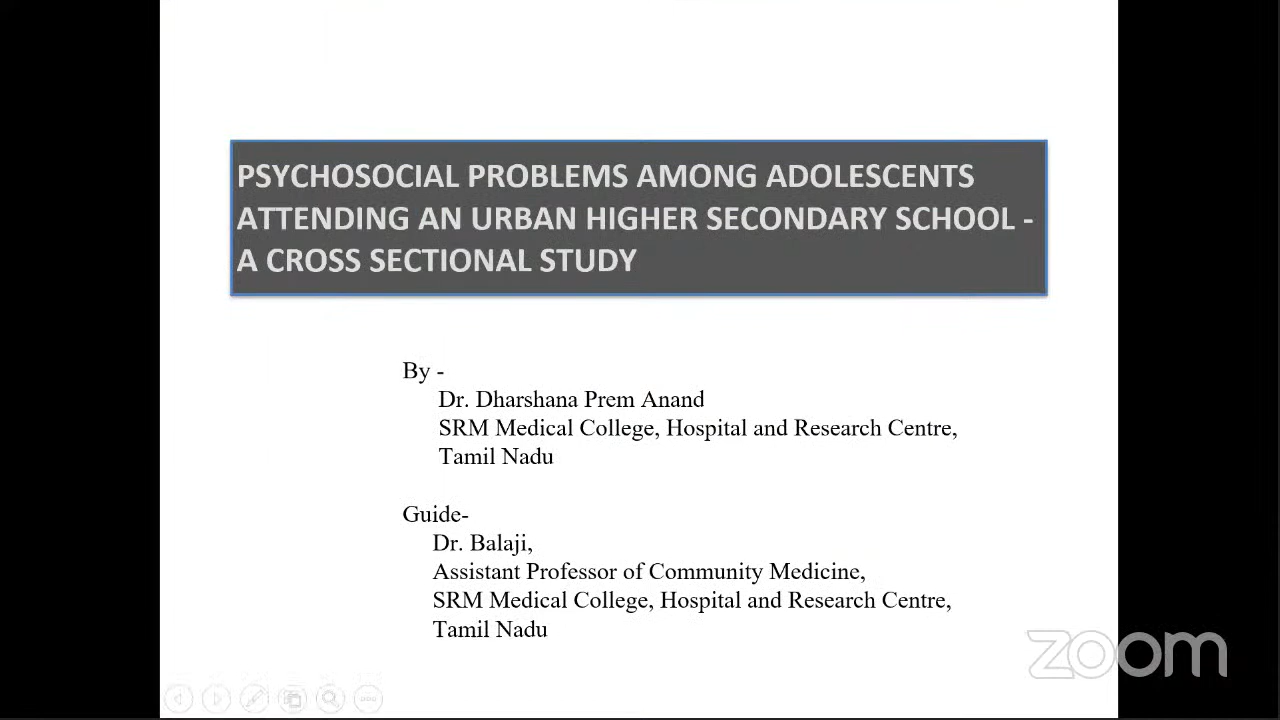 PSYCHOSOCIAL PROBLEMS AMONG ADOLESCENTS
ATTENDING AN URBAN HIGHER SECONDARY SCHOOL -
A CROSS SECTIONAL STUDY
By -
Dr. Dharshana Prem Anand
SRM Medical College, Hospital and Research Centre,
Tamil Nadu
Guide-
Dr. Balaji,
Assistant Professor of Community Medicine,
SRM Medical College, Hospital and Research Centre,
Tamil Nadu
zoom